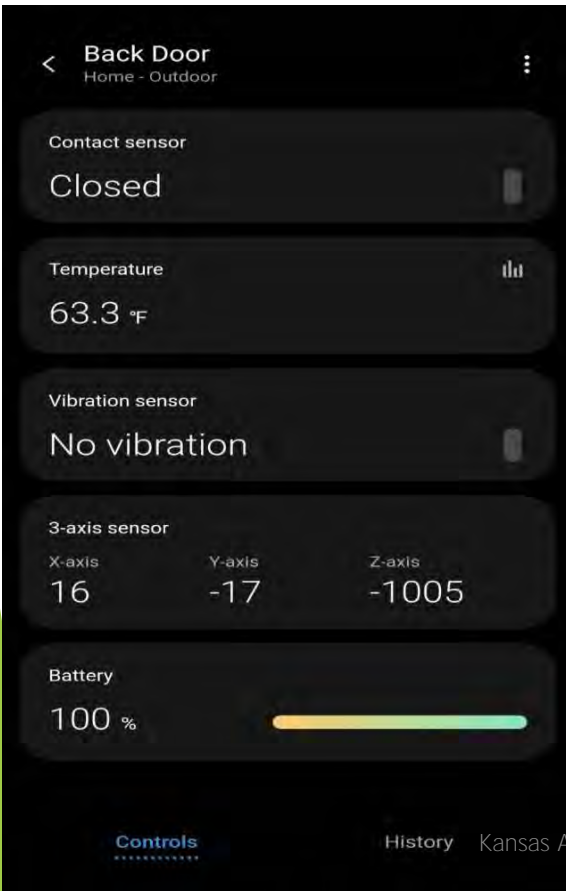 Back Door
Home - Outdoor
Contact sensor
Closed
Temperature
63.3 °F
Vibration sensor
No vibration
3-axis sensor
X-axis Y-axis Z-axis
16 -17 -1005
Battery
100 %
Controls History Kansas A